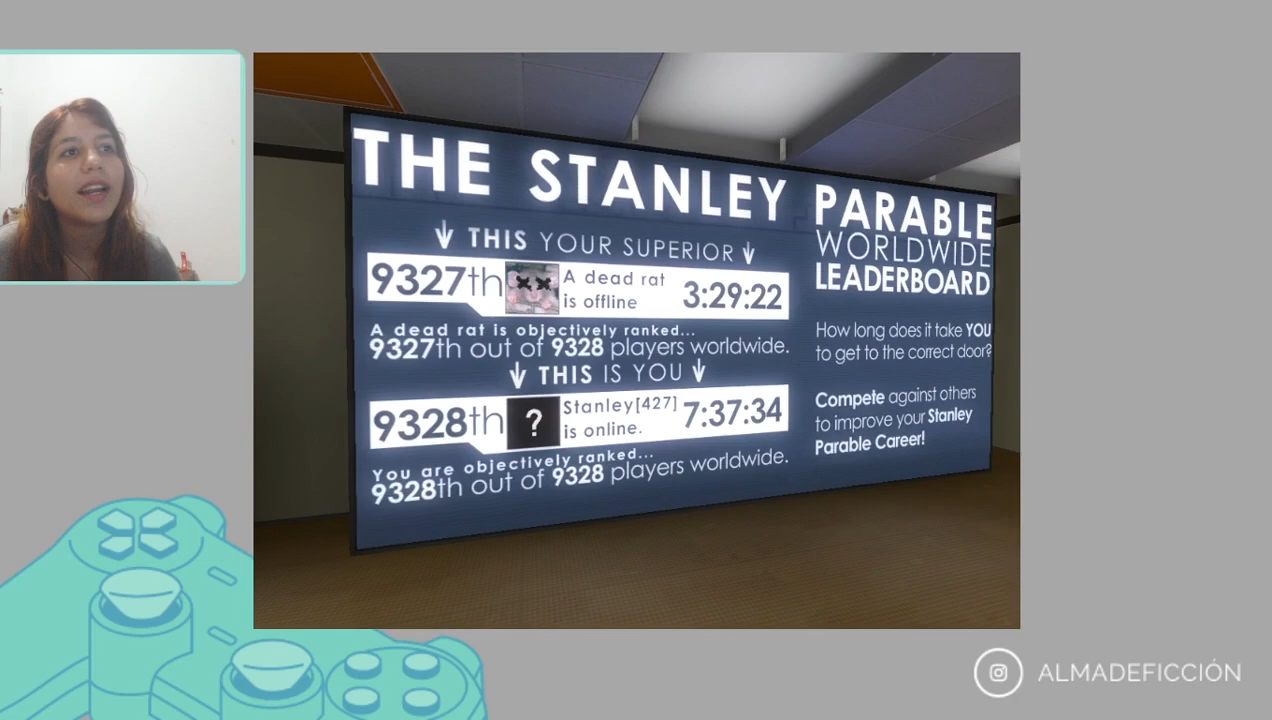 THE STANLEY PARABLE
WORLDWIDE
LEADERBOARD
↓ THIS YOUR SUPERIOR ↓
9327th A dead rat is offline 3:29:22
A dead rat is objectively ranked...
9327th out of 9328 players worldwide.
↓ THIS IS YOU ↓
9328th ? Stanley[427] is online. 7:37:34
You are objectively ranked...
9328th out of 9328 players worldwide.
How long does it take YOU
to get to the correct door?
Compete against others
to improve your Stanley
Parable Career!
ALMADEFICCIÓN